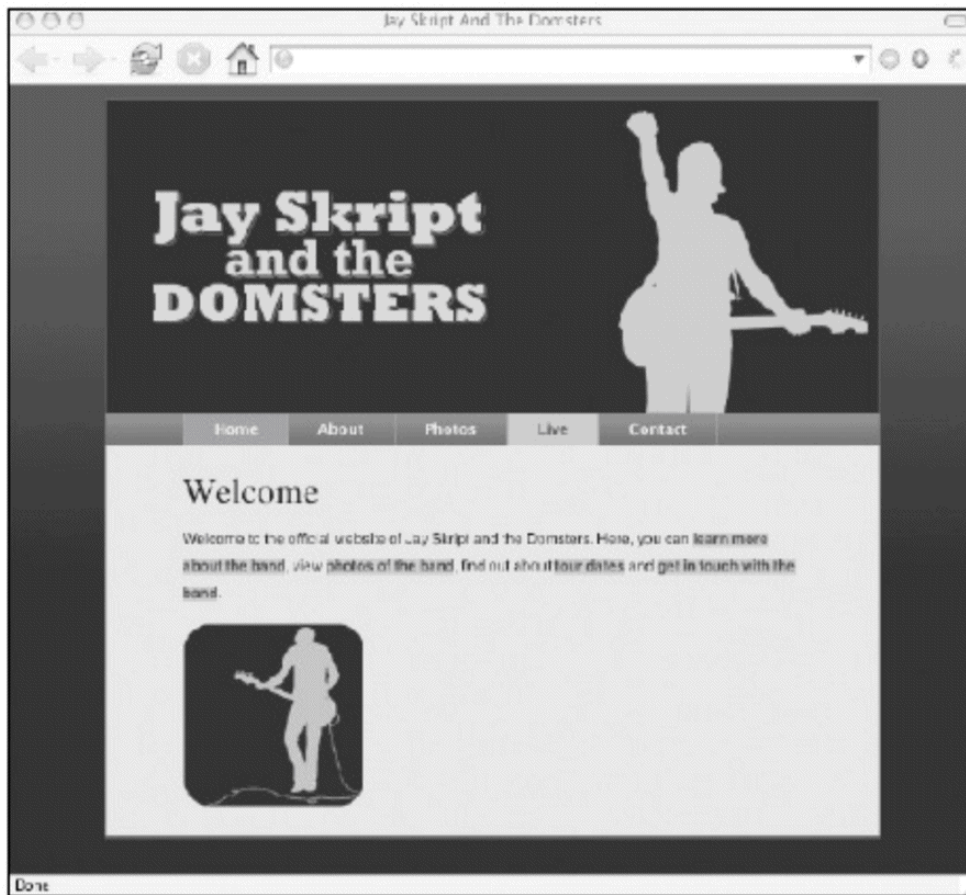 Jay Skript And The Domsters
Jay Skript
and the
DOMSTERS
Home About Photos Live Contact
Welcome
Welcome to the official website of Jay Skript and the Domsters. Here, you can learn more
about the band, view photos of the band, find out about tour dates and get in touch with the
band.
Done